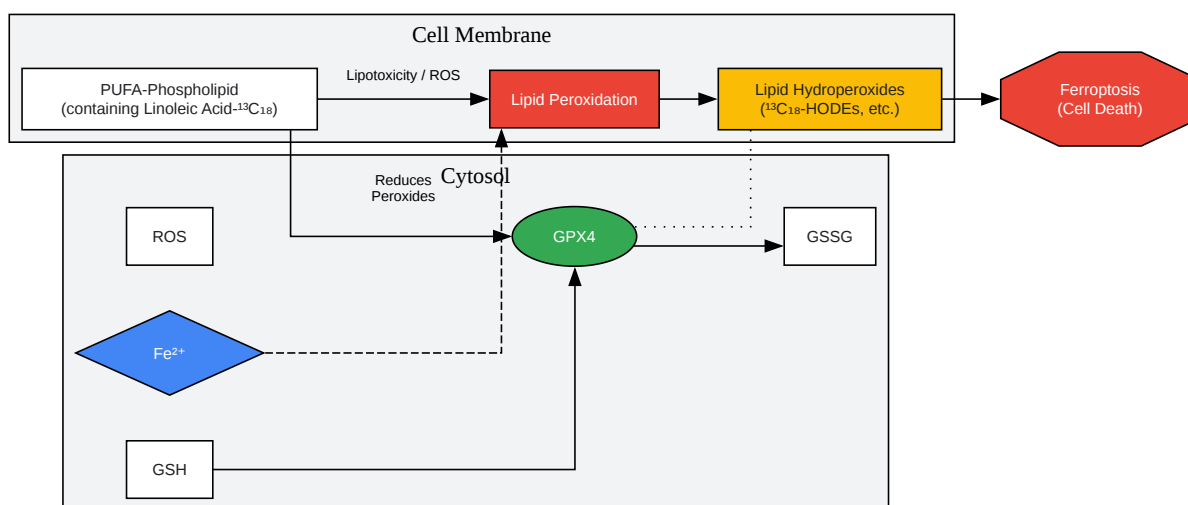 Cell Membrane
PUFA-Phospholipid
(containing Linoleic Acid-¹³C₁₈)
Lipotoxicity / ROS
Lipid Peroxidation
Lipid Hydroperoxides
(¹³C₁₈-HODEs, etc.)
Ferroptosis
(Cell Death)
Cytosol
Reduces
Peroxides
ROS
GPX4
GSSG
Fe²⁺
GSH